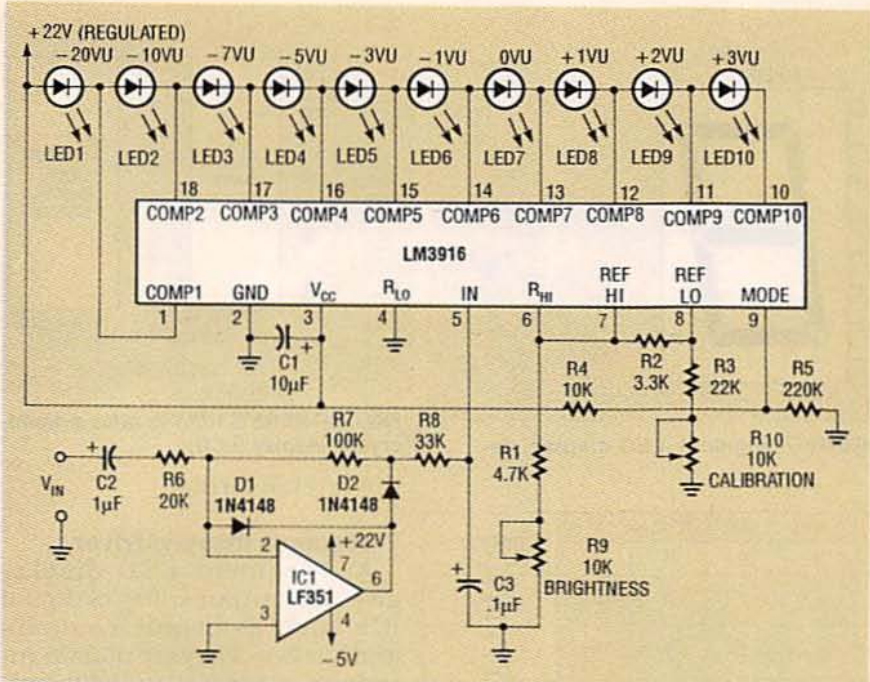 +22V (REGULATED)
−20VU −10VU −7VU −5VU −3VU −1VU 0VU +1VU +2VU +3VU
LED1 LED2 LED3 LED4 LED5 LED6 LED7 LED8 LED9 LED10
18 17 16 15 14 13 12 11 10
COMP2 COMP3 COMP4 COMP5 COMP6 COMP7 COMP8 COMP9 COMP10
LM3916
COMP1 GND VCC RLO IN RHI REF HI REF LO MODE
1 2 3 4 5 6 7 8 9
C1
10µF
R2
3.3K
R3
22K
R4
10K
R5
220K
R7
100K
R8
33K
R1
4.7K
R10
10K
CALIBRATION
VIN
+
C2
1µF
R6
20K
D1
1N4148
D2
1N4148
R9
10K
BRIGHTNESS
+
C3
.1µF
2
3
IC1
LF351
+22V
7
6
4
−5V